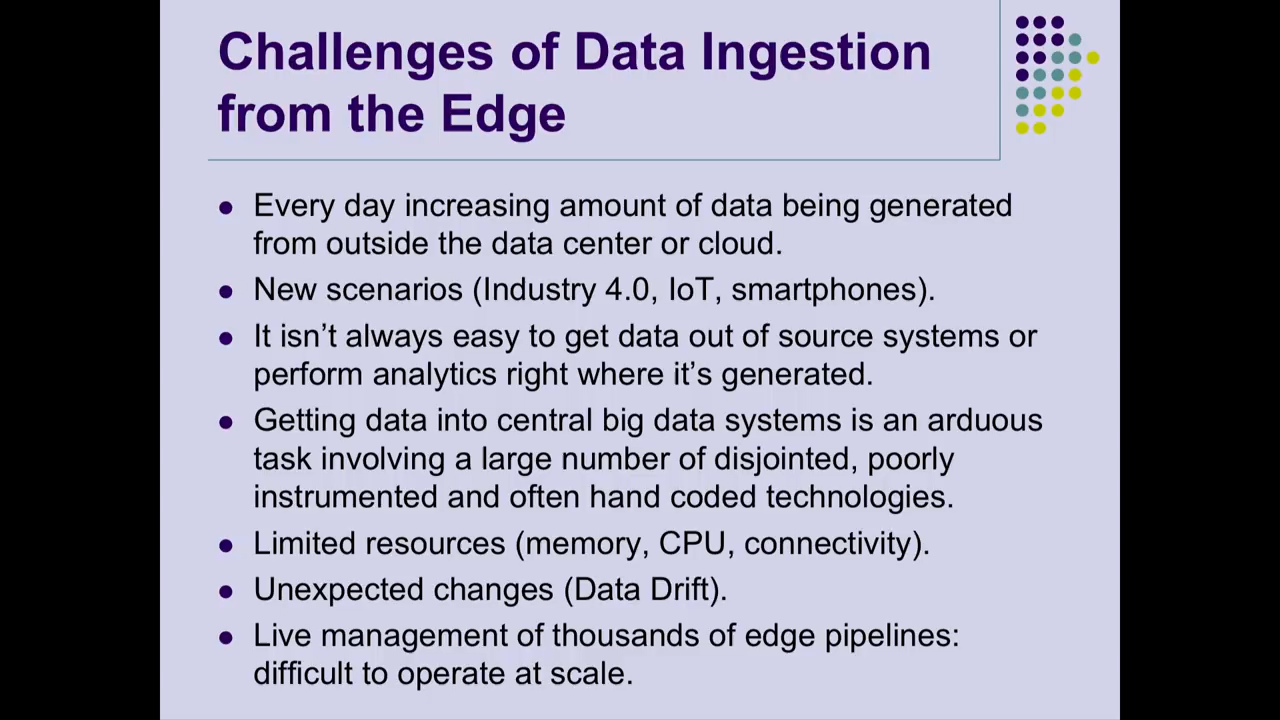 Challenges of Data Ingestion
from the Edge
● Every day increasing amount of data being generated
from outside the data center or cloud.
● New scenarios (Industry 4.0, IoT, smartphones).
● It isn’t always easy to get data out of source systems or
perform analytics right where it’s generated.
● Getting data into central big data systems is an arduous
task involving a large number of disjointed, poorly
instrumented and often hand coded technologies.
● Limited resources (memory, CPU, connectivity).
● Unexpected changes (Data Drift).
● Live management of thousands of edge pipelines:
difficult to operate at scale.